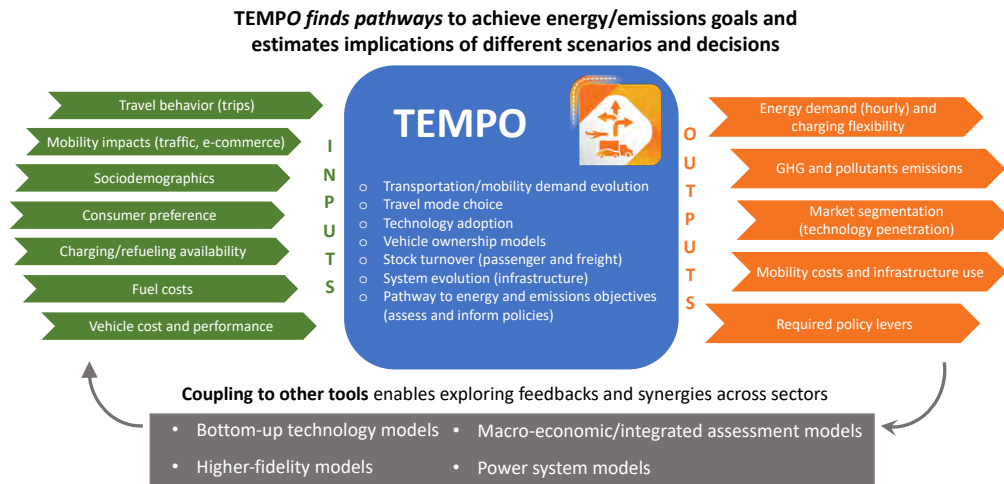 TEMPO finds pathways to achieve energy/emissions goals and
estimates implications of different scenarios and decisions
Travel behavior (trips)
Mobility impacts (traffic, e-commerce)
Sociodemographics
Consumer preference
Charging/refueling availability
Fuel costs
Vehicle cost and performance
INPUTS
TEMPO
o Transportation/mobility demand evolution
o Travel mode choice
o Technology adoption
o Vehicle ownership models
o Stock turnover (passenger and freight)
o System evolution (infrastructure)
o Pathway to energy and emissions objectives
(assess and inform policies)
OUTPUTS
Energy demand (hourly) and
charging flexibility
GHG and pollutants emissions
Market segmentation
(technology penetration)
Mobility costs and infrastructure use
Required policy levers
Coupling to other tools enables exploring feedbacks and synergies across sectors
• Bottom-up technology models
• Higher-fidelity models
• Macro-economic/integrated assessment models
• Power system models